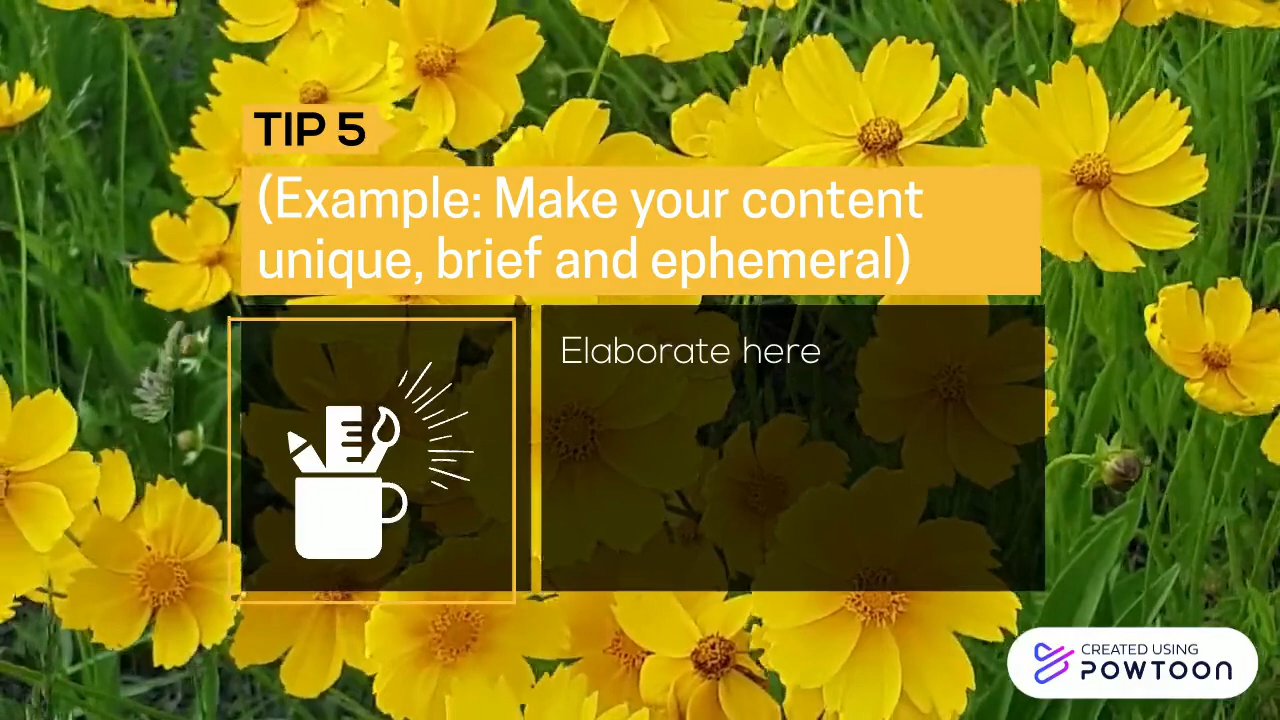 TIP 5
(Example: Make your content
unique, brief and ephemeral)
Elaborate here
CREATED USING
POWTOON